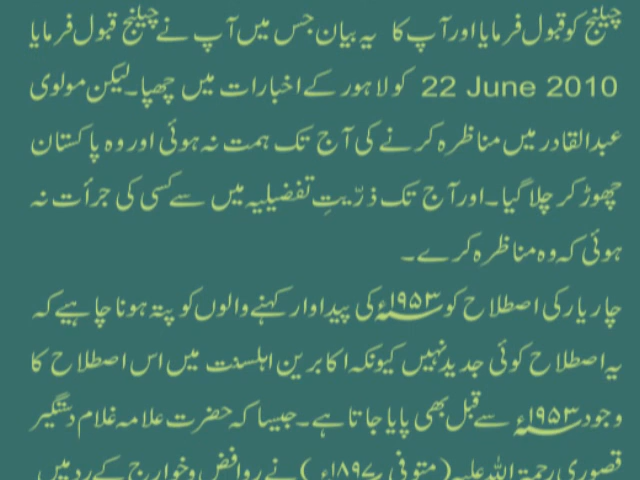 چیلنج کو قبول فرمایا اور آپ کا یہ بیان جس میں آپ نے چیلنج قبول فرمایا
22 June 2010 کو لاہور کے اخبارات میں چھپا۔ لیکن مولوی
عبدالقادر میں مناظرہ کرنے کی آج تک ہمت نہ ہوئی اور وہ پاکستان
چھوڑ کر چلا گیا۔ اور آج تک ذرّیتِ تفضیلیہ میں سے کسی کی جرأت نہ
ہوئی کہ وہ مناظرہ کرے۔
چار یار کی اصطلاح کو ۱۹۵۳ء کی پیداوار کہنے والوں کو پتہ ہونا چاہیے کہ
یہ اصطلاح کوئی جدید نہیں کیونکہ اکابرین اہلسنت میں اس اصطلاح کا
وجود ۱۹۵۳ء سے قبل بھی پایا جاتا ہے۔ جیسا کہ حضرت علامہ غلام دستگیر
قصوری رحمۃ اللہ علیہ (متوفی ۱۸۹۷ء) نے روافض و خوارج کے رد میں